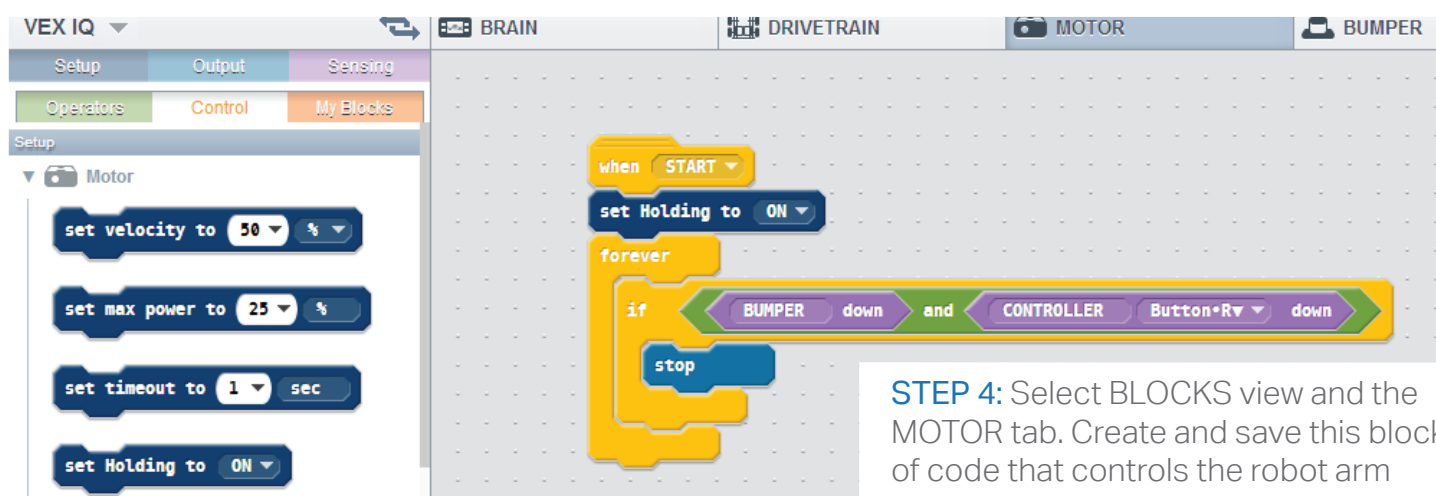 VEX IQ
BRAIN
DRIVETRAIN
MOTOR
BUMPER
Setup Output Sensing
Operators Control My Blocks
Setup
Motor
set velocity to 50 %
set max power to 25 %
set timeout to 1 sec
set Holding to ON
when START
set Holding to ON
forever
if BUMPER down and CONTROLLER Button•R▼ down
stop
STEP 4: Select BLOCKS view and the
MOTOR tab. Create and save this block
of code that controls the robot arm